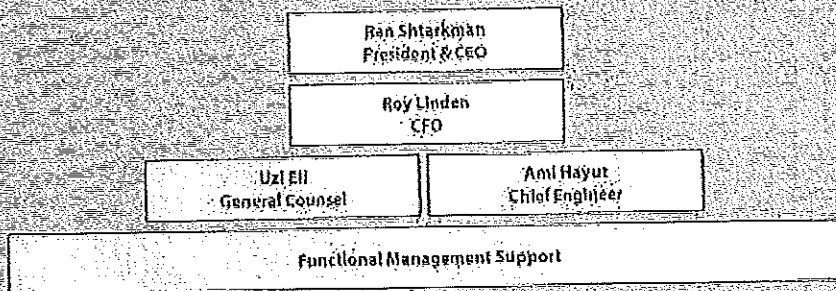 Ran Shtarkman
President & CEO
Roy Linden
CFO
Uzi Eli
General Counsel
Ami Hayut
Chief Engineer
Functional Management Support